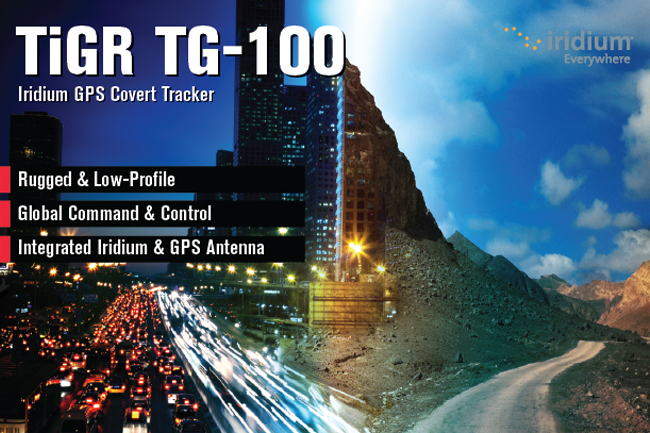 TiGR TG-100
Iridium GPS Covert Tracker
iridium
Everywhere
Rugged & Low-Profile
Global Command & Control
Integrated Iridium & GPS Antenna